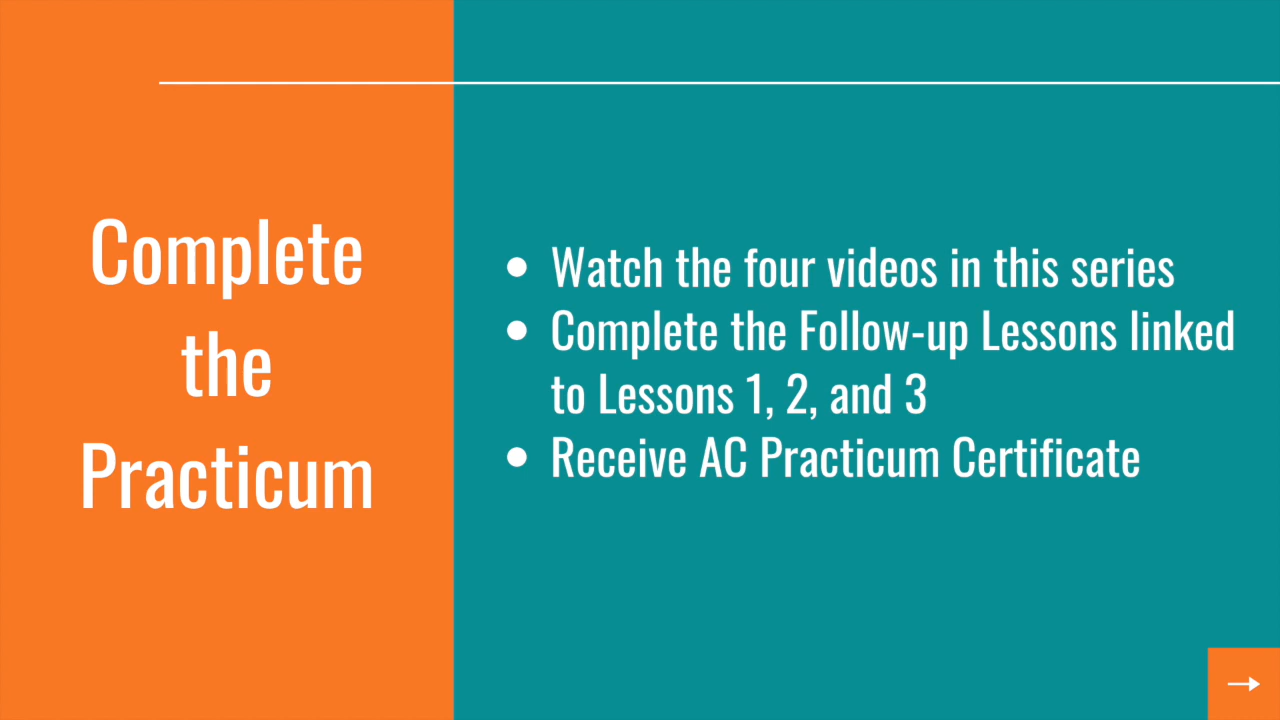 Complete
the
Practicum
● Watch the four videos in this series
● Complete the Follow-up Lessons linked
to Lessons 1, 2, and 3
● Receive AC Practicum Certificate